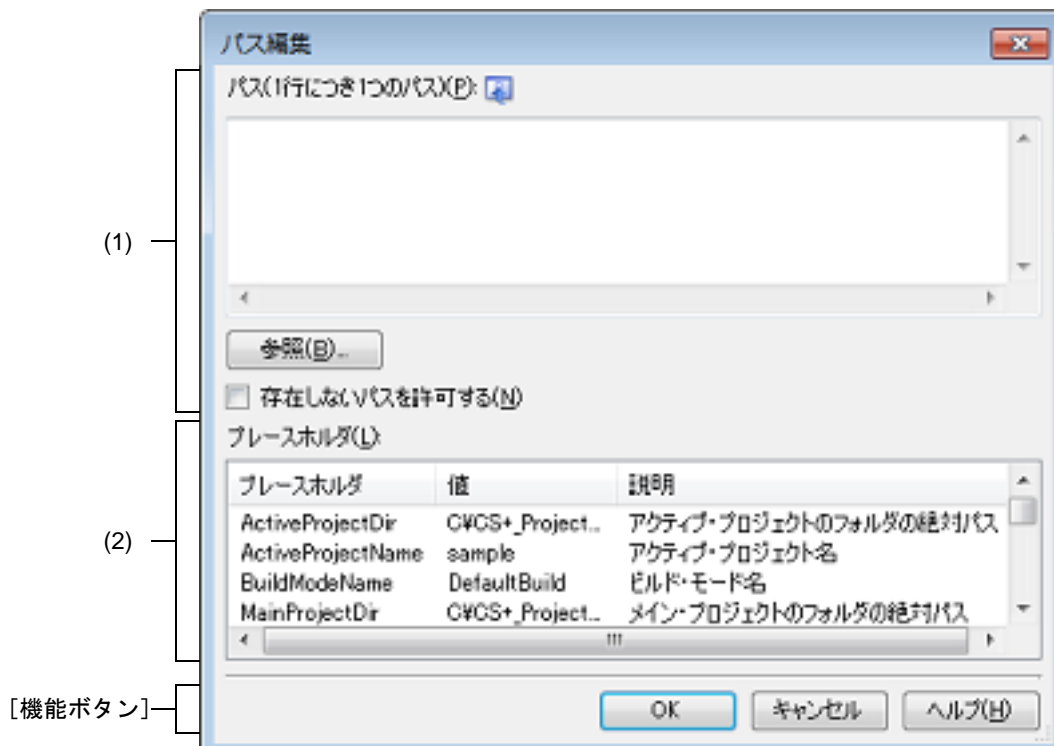 パス編集
パス(1行につき1つのパス)(P):
(1)
参照(B)...
存在しないパスを許可する(N)
プレースホルダ(L):
プレースホルダ 値 説明
ActiveProjectDir C:¥CS+_Project... アクティブ・プロジェクトのフォルダの絶対パス
(2)
ActiveProjectName sample アクティブ・プロジェクト名
BuildModeName DefaultBuild ビルド・モード名
MainProjectDir C:¥CS+_Project... メイン・プロジェクトのフォルダの絶対パス
[機能ボタン]
OK キャンセル ヘルプ(H)